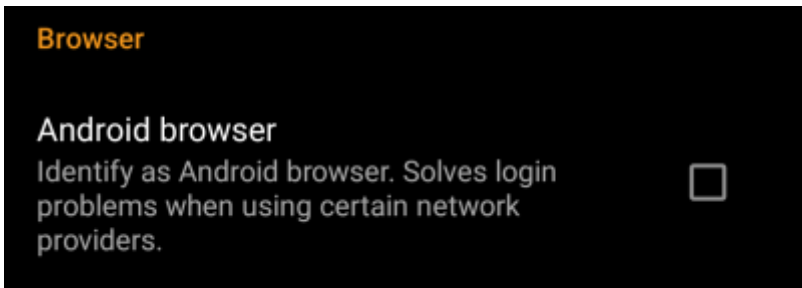 Browser
Android browser
Identify as Android browser. Solves login
problems when using certain network
providers.